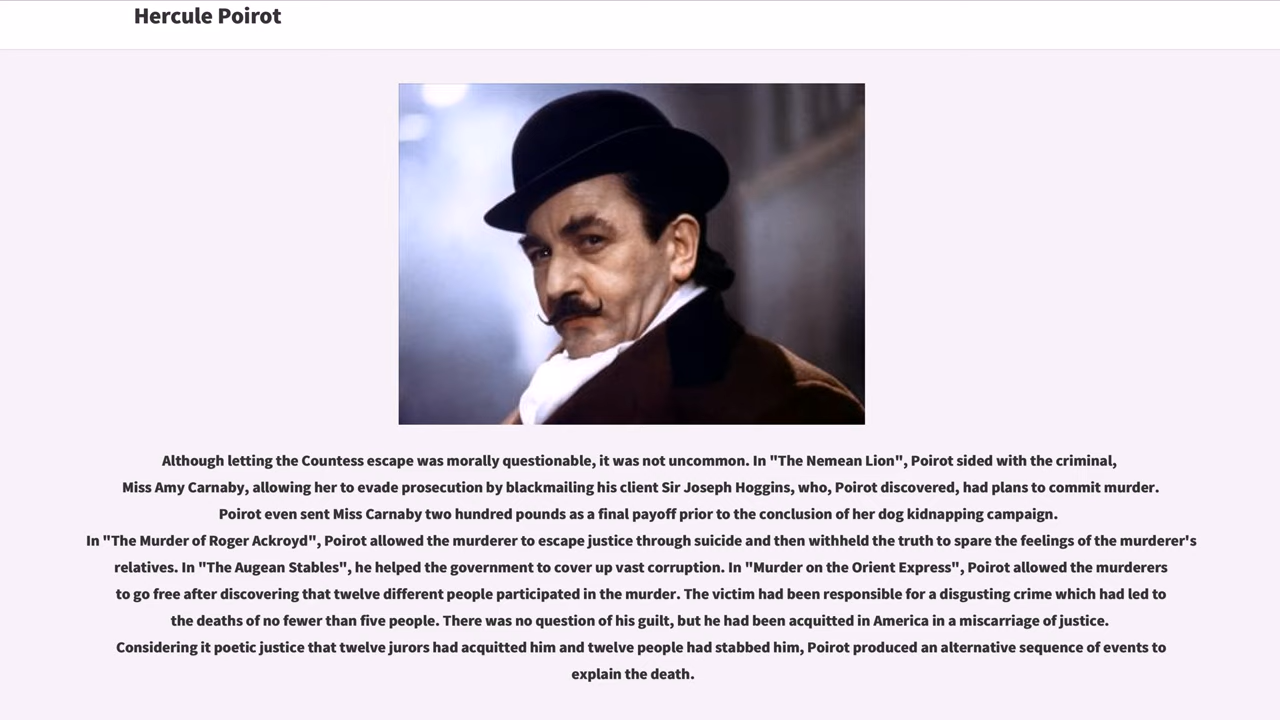 Hercule Poirot
Although letting the Countess escape was morally questionable, it was not uncommon. In "The Nemean Lion", Poirot sided with the criminal,
Miss Amy Carnaby, allowing her to evade prosecution by blackmailing his client Sir Joseph Hoggins, who, Poirot discovered, had plans to commit murder.
Poirot even sent Miss Carnaby two hundred pounds as a final payoff prior to the conclusion of her dog kidnapping campaign.
In "The Murder of Roger Ackroyd", Poirot allowed the murderer to escape justice through suicide and then withheld the truth to spare the feelings of the murderer's
relatives. In "The Augean Stables", he helped the government to cover up vast corruption. In "Murder on the Orient Express", Poirot allowed the murderers
to go free after discovering that twelve different people participated in the murder. The victim had been responsible for a disgusting crime which had led to
the deaths of no fewer than five people. There was no question of his guilt, but he had been acquitted in America in a miscarriage of justice.
Considering it poetic justice that twelve jurors had acquitted him and twelve people had stabbed him, Poirot produced an alternative sequence of events to
explain the death.